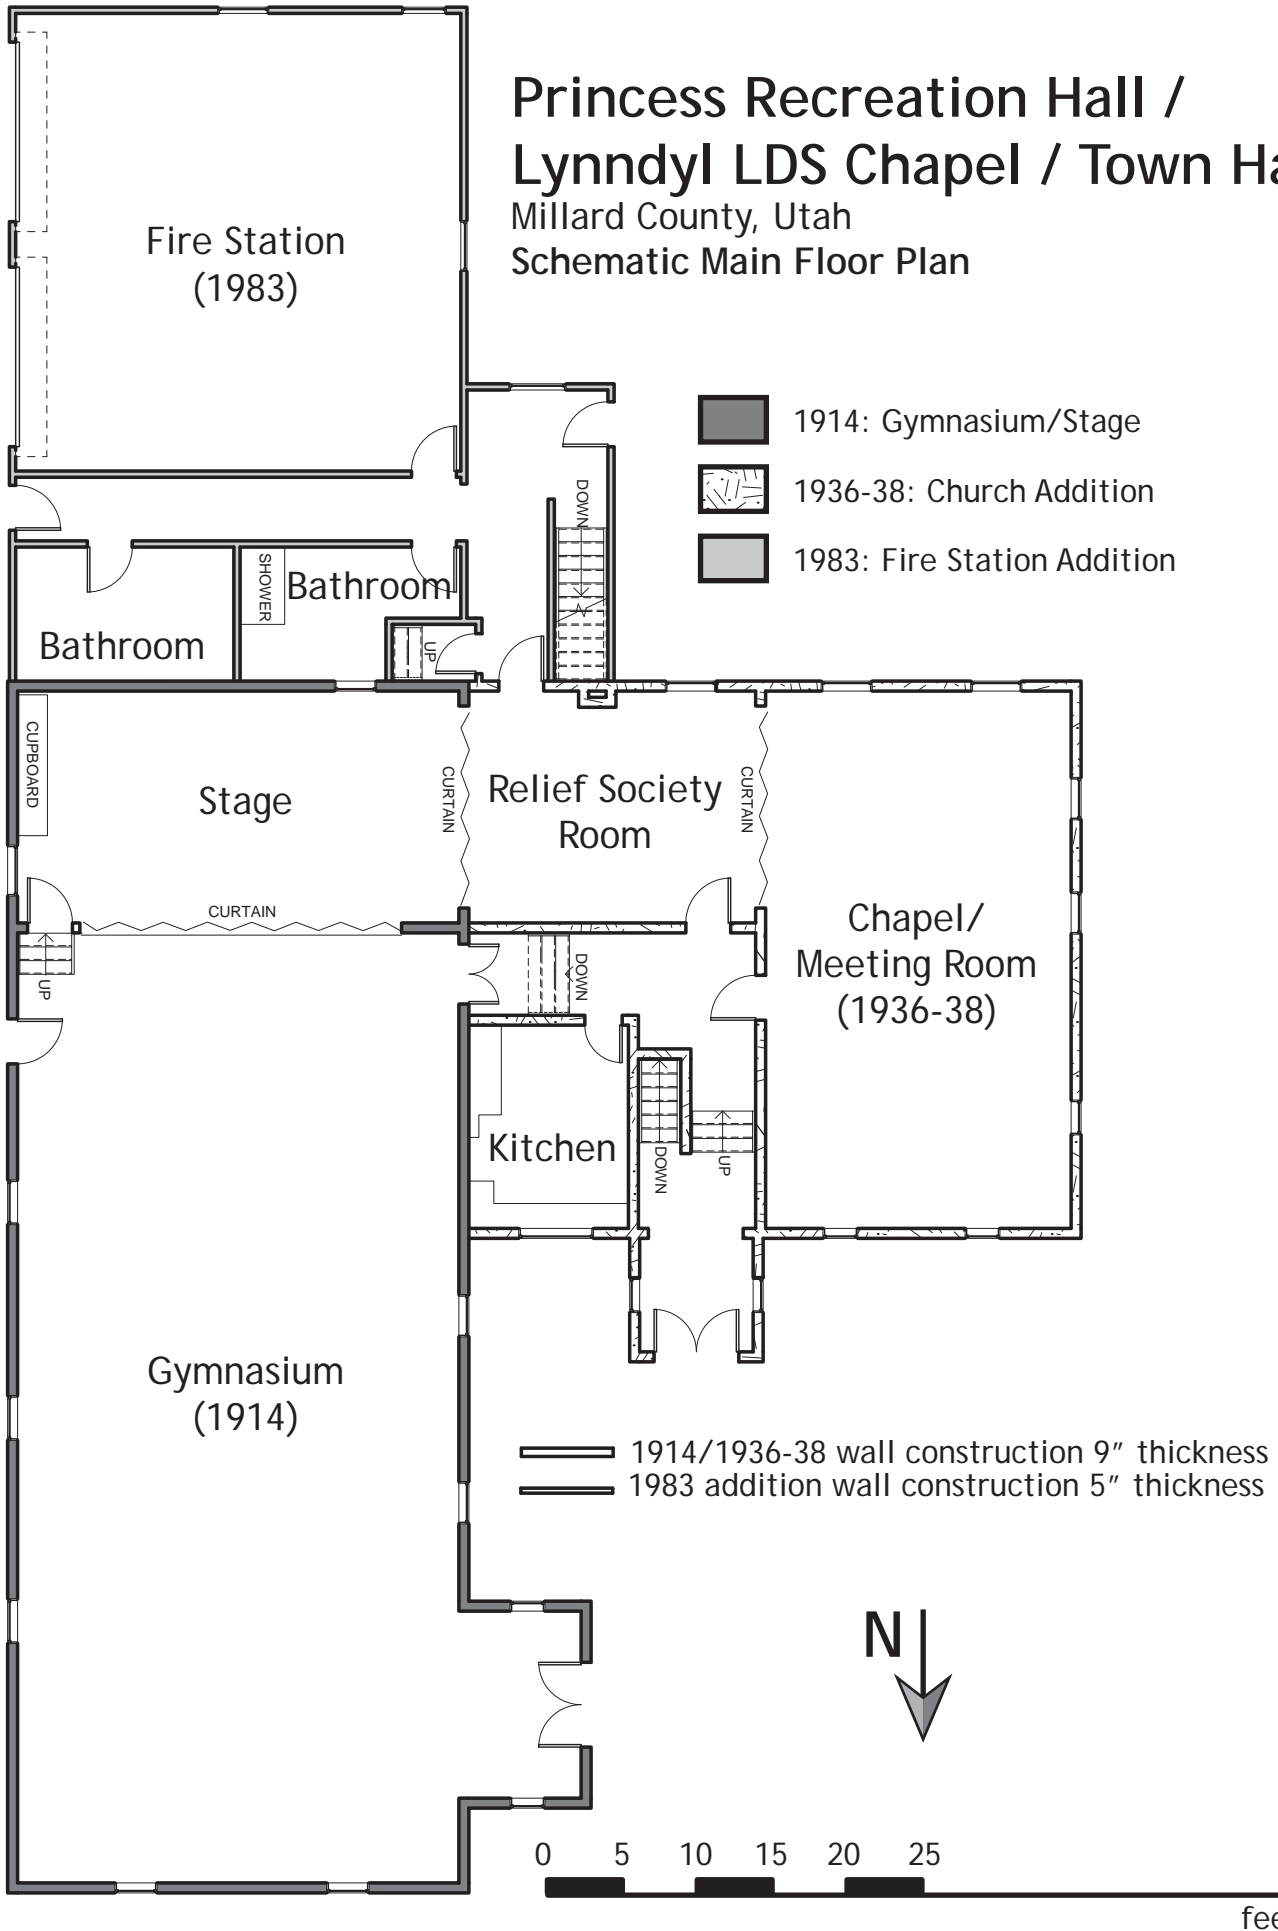 Princess Recreation Hall /
Lynndyl LDS Chapel / Town Ha
Millard County, Utah
Schematic Main Floor Plan
Fire Station
(1983)
1914: Gymnasium/Stage
1936-38: Church Addition
1983: Fire Station Addition
DOWN
SHOWER
Bathroom
Bathroom
UP
CUPBOARD
Stage
CURTAIN
Relief Society
Room
CURTAIN
CURTAIN
Chapel/
Meeting Room
(1936-38)
UP
DOWN
Kitchen
DOWN
UP
Gymnasium
(1914)
1914/1936-38 wall construction 9″ thickness
1983 addition wall construction 5″ thickness
N
0 5 10 15 20 25
fee